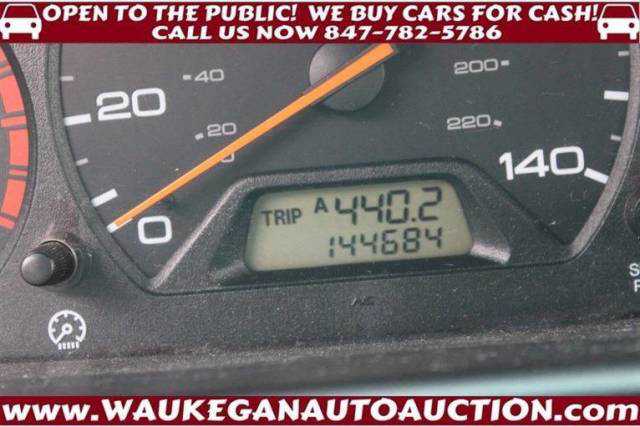 OPEN TO THE PUBLIC! WE BUY CARS FOR CASH!
CALL US NOW 847-782-5786
40
200
20
20
220
140
0
0
TRIP A 440.2
144684
www.WaukeganAutoAuction.com